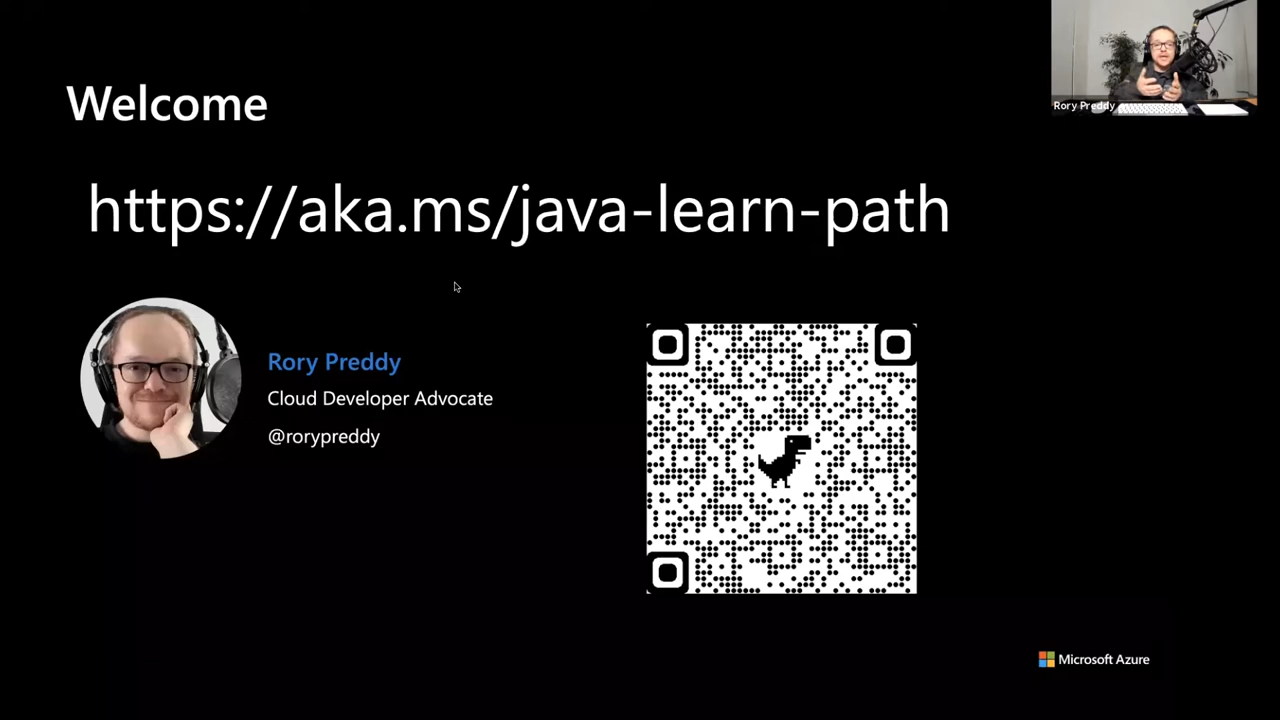 Rory Preddy
Welcome
https://aka.ms/java-learn-path
Rory Preddy
Cloud Developer Advocate
@rorypreddy
Microsoft Azure